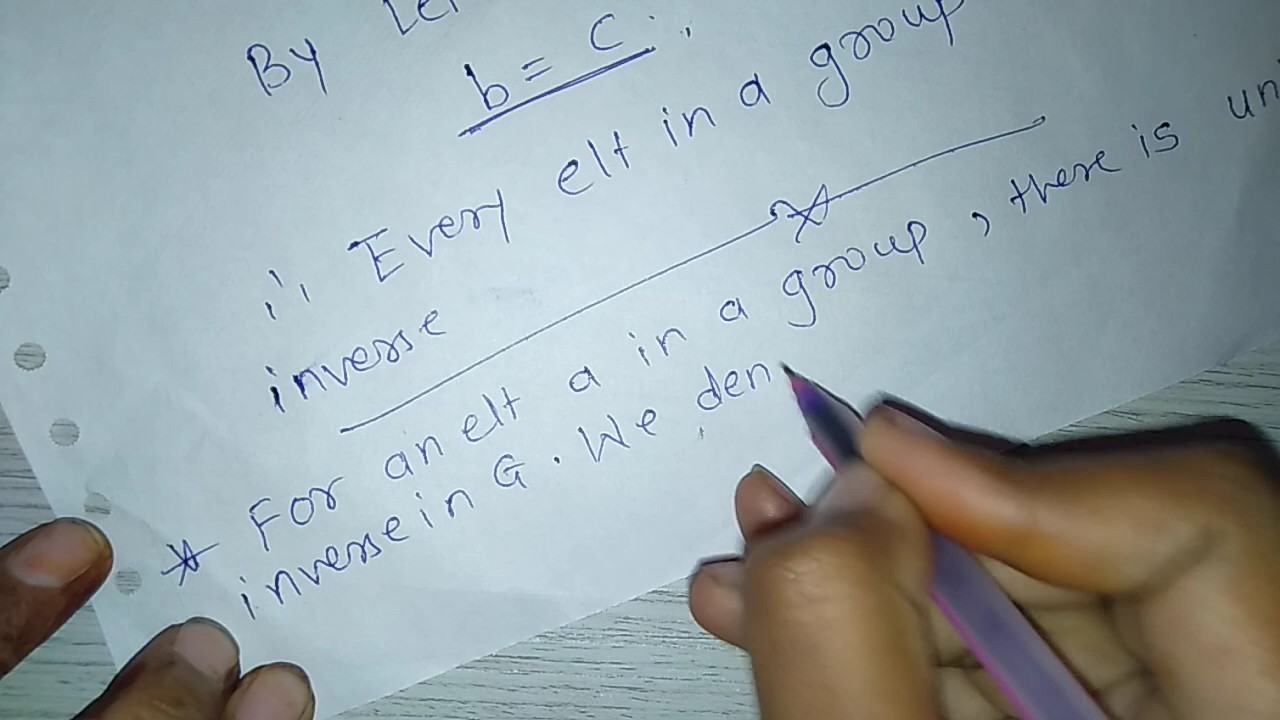 By
b = c.
∴ Every elt in a group
inverse
* For an elt a in a group, there is
inverse in G. We den